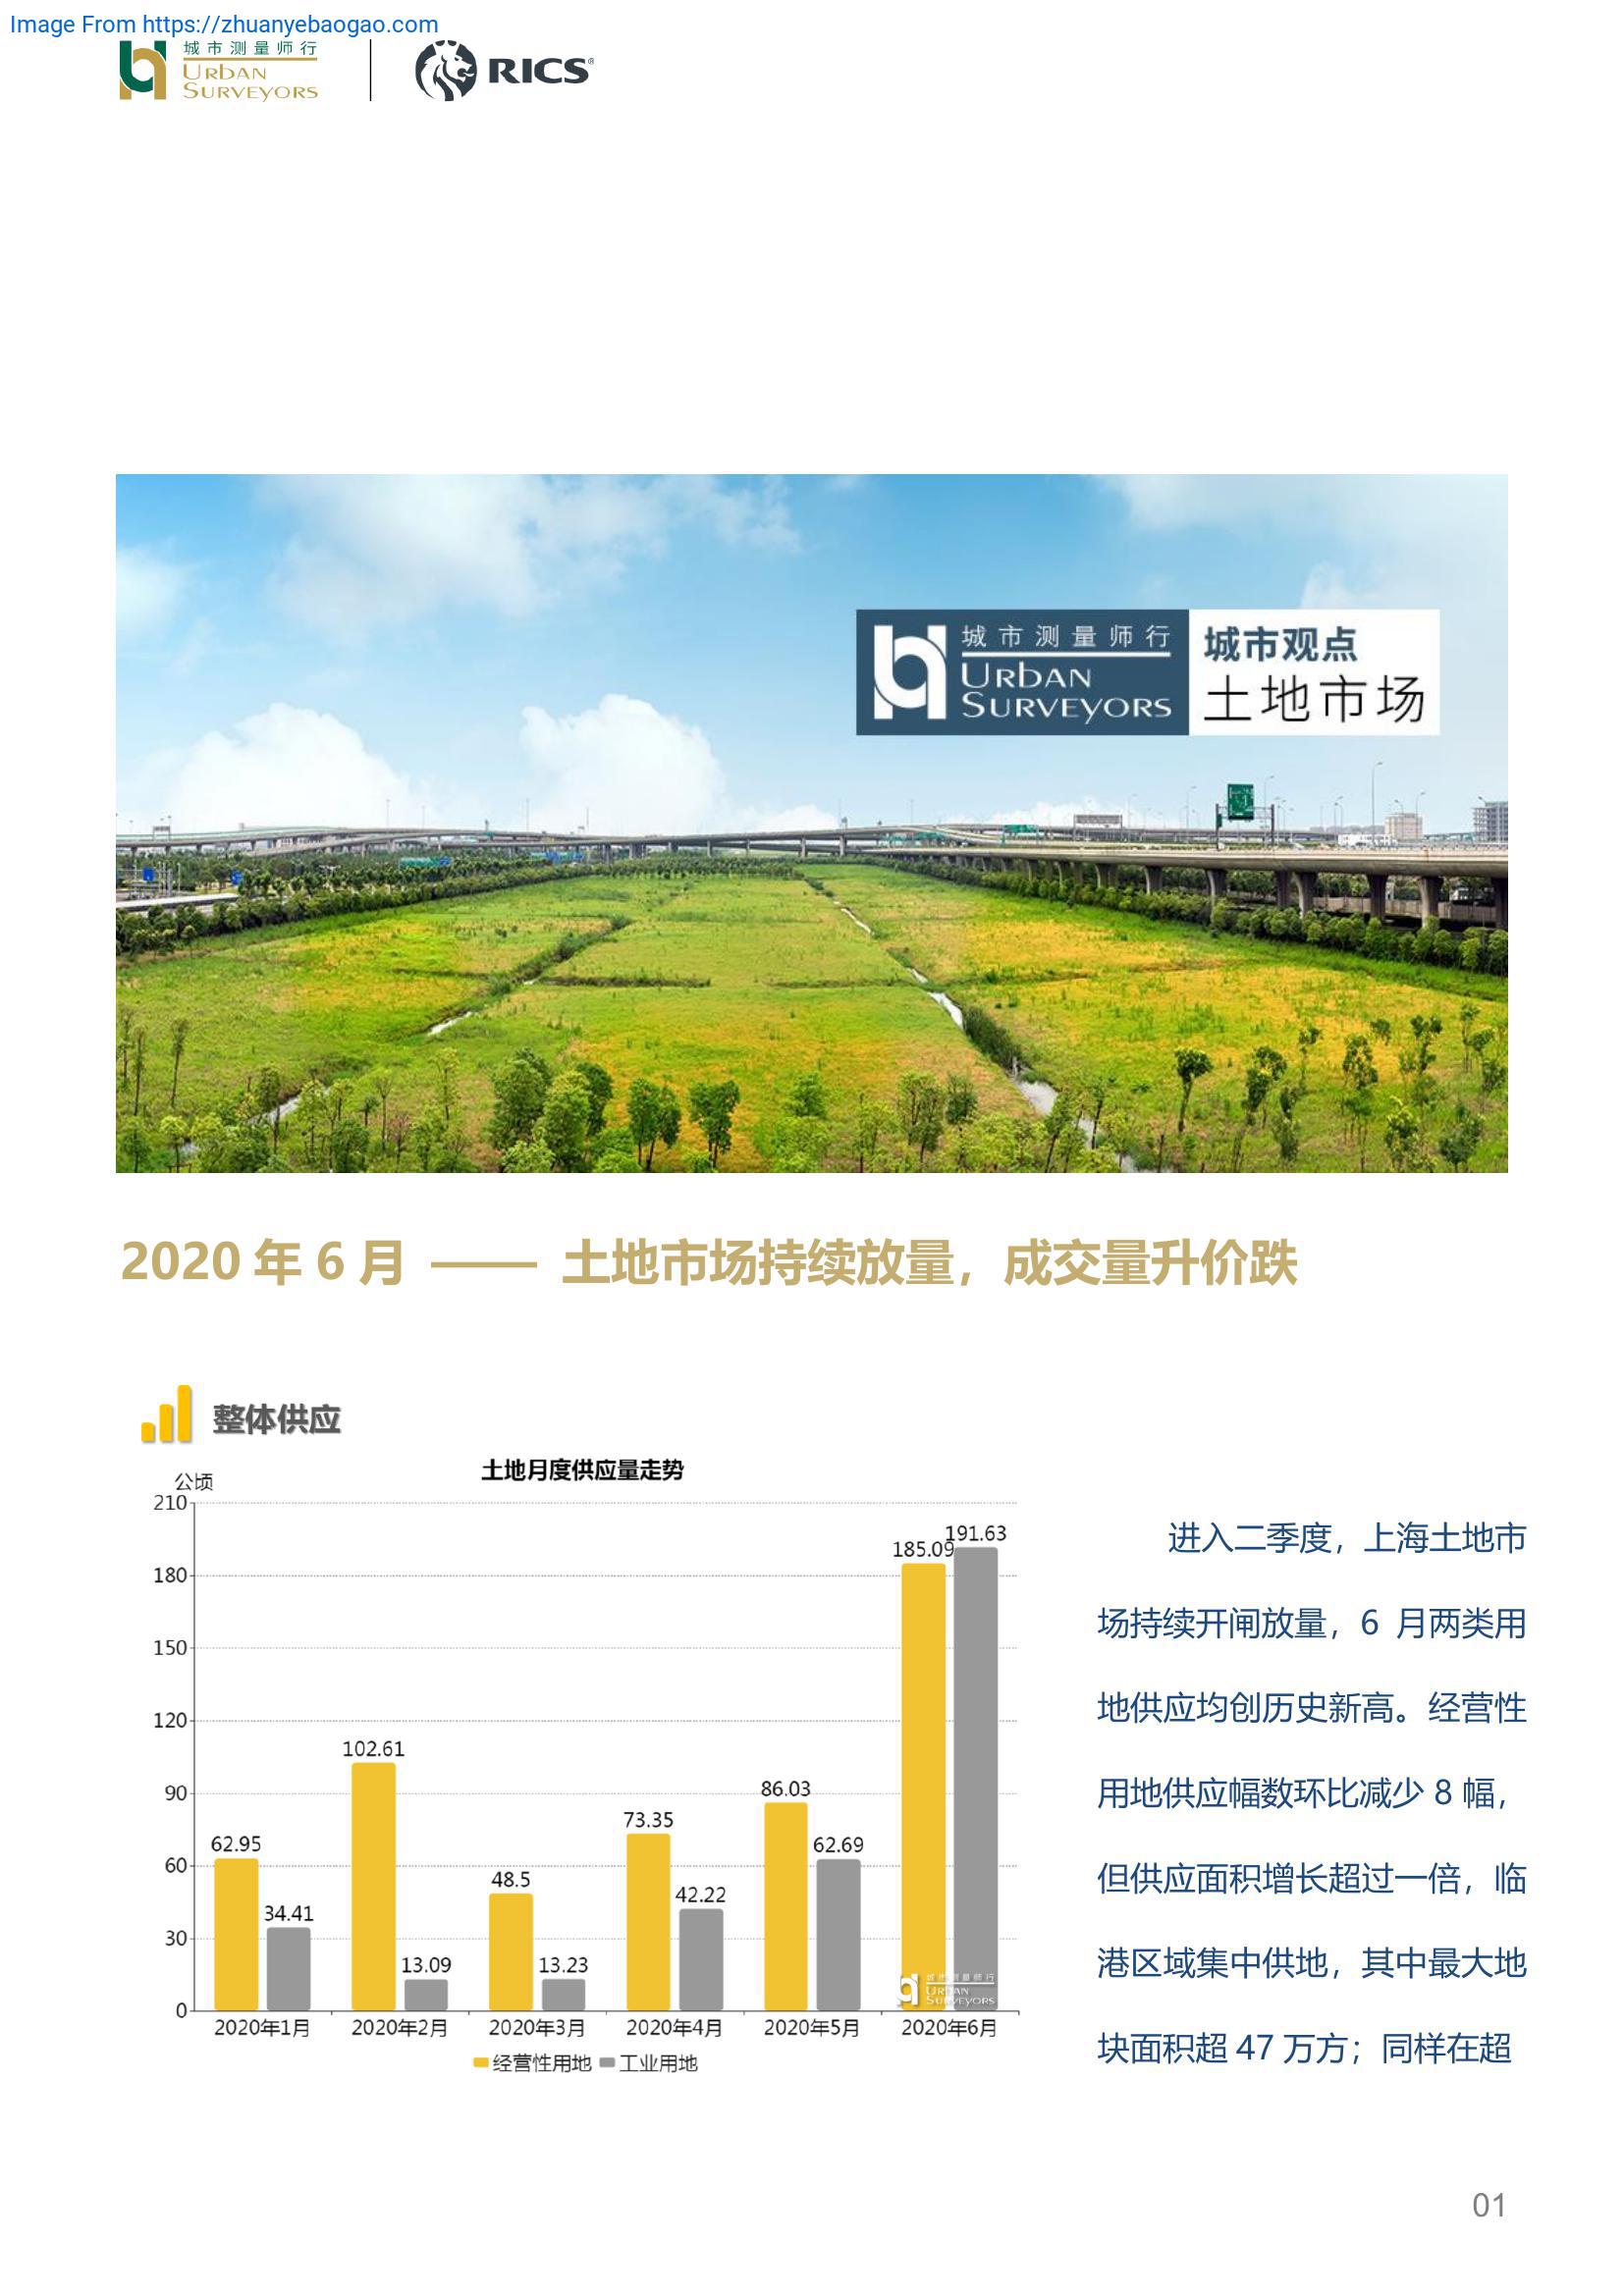 Image From https://zhuanyebaogao.com
城市测量师行
URBAN
SURVEYORS
RICS®
城市测量师行
URBAN
SURVEYORS
城市观点
土地市场
2020 年 6 月 —— 土地市场持续放量，成交量升价跌
整体供应
土地月度供应量走势
公顷
210
180
150
120
90
60
30
0
62.95
34.41
102.61
13.09
48.5
13.23
73.35
42.22
86.03
62.69
185.09
191.63
城市测量师行
URBAN
SURVEYORS
2020年1月 2020年2月 2020年3月 2020年4月 2020年5月 2020年6月
经营性用地 工业用地
进入二季度，上海土地市
场持续开闸放量，6 月两类用
地供应均创历史新高。经营性
用地供应幅数环比减少 8 幅，
但供应面积增长超过一倍，临
港区域集中供地，其中最大地
块面积超 47 万方；同样在超
01